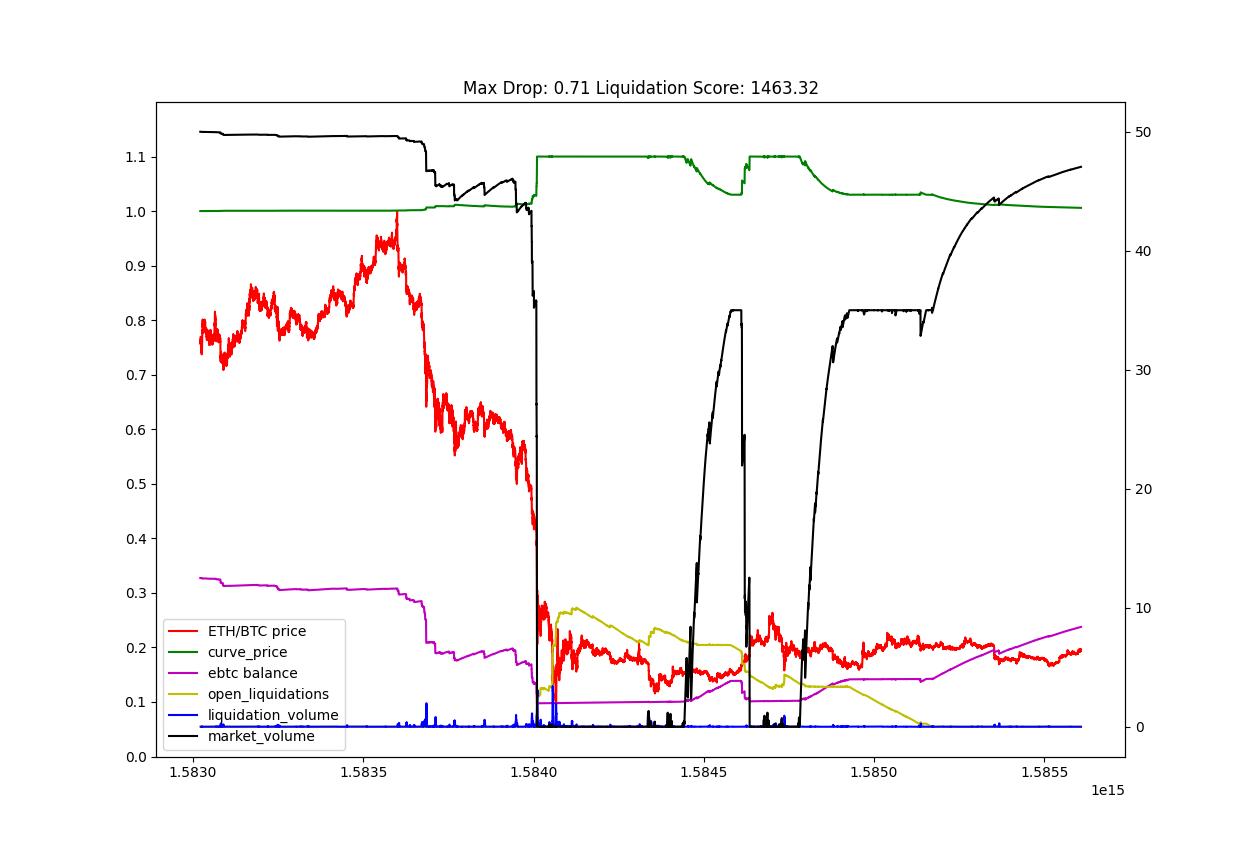 Max Drop: 0.71 Liquidation Score: 1463.32
1.1
1.0
0.9
0.8
0.7
0.6
0.5
0.4
0.3
0.2
0.1
0.0
50
40
30
20
10
0
ETH/BTC price
curve_price
ebtc balance
open_liquidations
liquidation_volume
market_volume
1.5830 1.5835 1.5840 1.5845 1.5850 1.5855
1e15